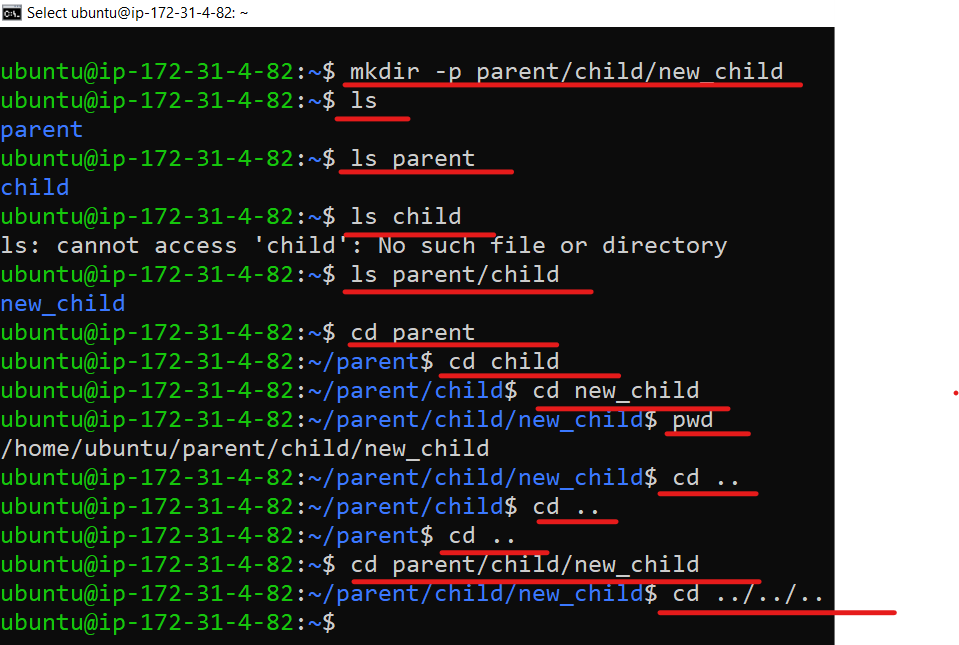 Select ubuntu@ip-172-31-4-82: ~
ubuntu@ip-172-31-4-82:~$ mkdir -p parent/child/new_child
ubuntu@ip-172-31-4-82:~$ ls
parent
ubuntu@ip-172-31-4-82:~$ ls parent
child
ubuntu@ip-172-31-4-82:~$ ls child
ls: cannot access 'child': No such file or directory
ubuntu@ip-172-31-4-82:~$ ls parent/child
new_child
ubuntu@ip-172-31-4-82:~$ cd parent
ubuntu@ip-172-31-4-82:~/parent$ cd child
ubuntu@ip-172-31-4-82:~/parent/child$ cd new_child
ubuntu@ip-172-31-4-82:~/parent/child/new_child$ pwd
/home/ubuntu/parent/child/new_child
ubuntu@ip-172-31-4-82:~/parent/child/new_child$ cd ..
ubuntu@ip-172-31-4-82:~/parent/child$ cd ..
ubuntu@ip-172-31-4-82:~/parent$ cd ..
ubuntu@ip-172-31-4-82:~$ cd parent/child/new_child
ubuntu@ip-172-31-4-82:~/parent/child/new_child$ cd ../../..
ubuntu@ip-172-31-4-82:~$